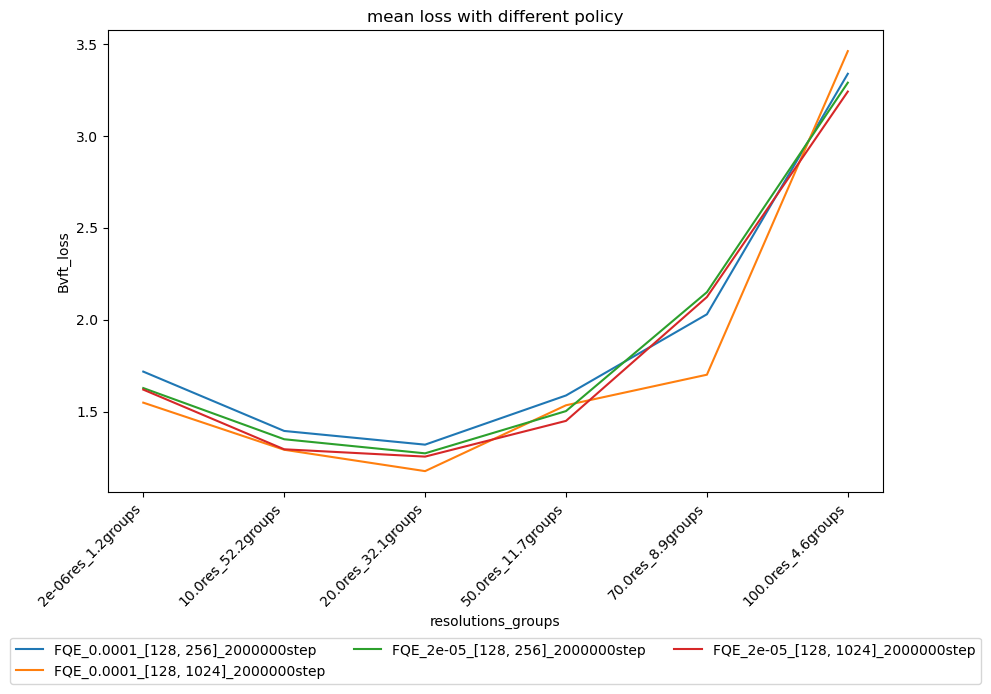 mean loss with different policy
3.5
3.0
2.5
2.0
1.5
Bvft_loss
2e-06res_1.2groups
10.0res_52.2groups
20.0res_32.1groups
50.0res_11.7groups
70.0res_8.9groups
100.0res_4.6groups
resolutions_groups
FQE_0.0001_[128, 256]_2000000step
FQE_0.0001_[128, 1024]_2000000step
FQE_2e-05_[128, 256]_2000000step
FQE_2e-05_[128, 1024]_2000000step